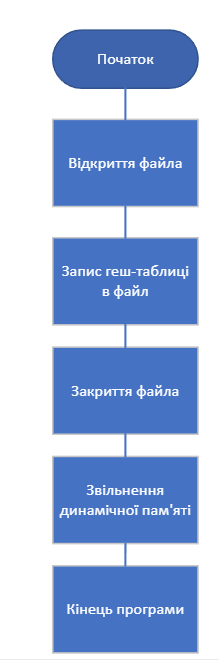 Початок
Відкриття файла
Запис геш-таблиці
в файл
Закриття файла
Звільнення
динамічної пам'яті
Кінець програми